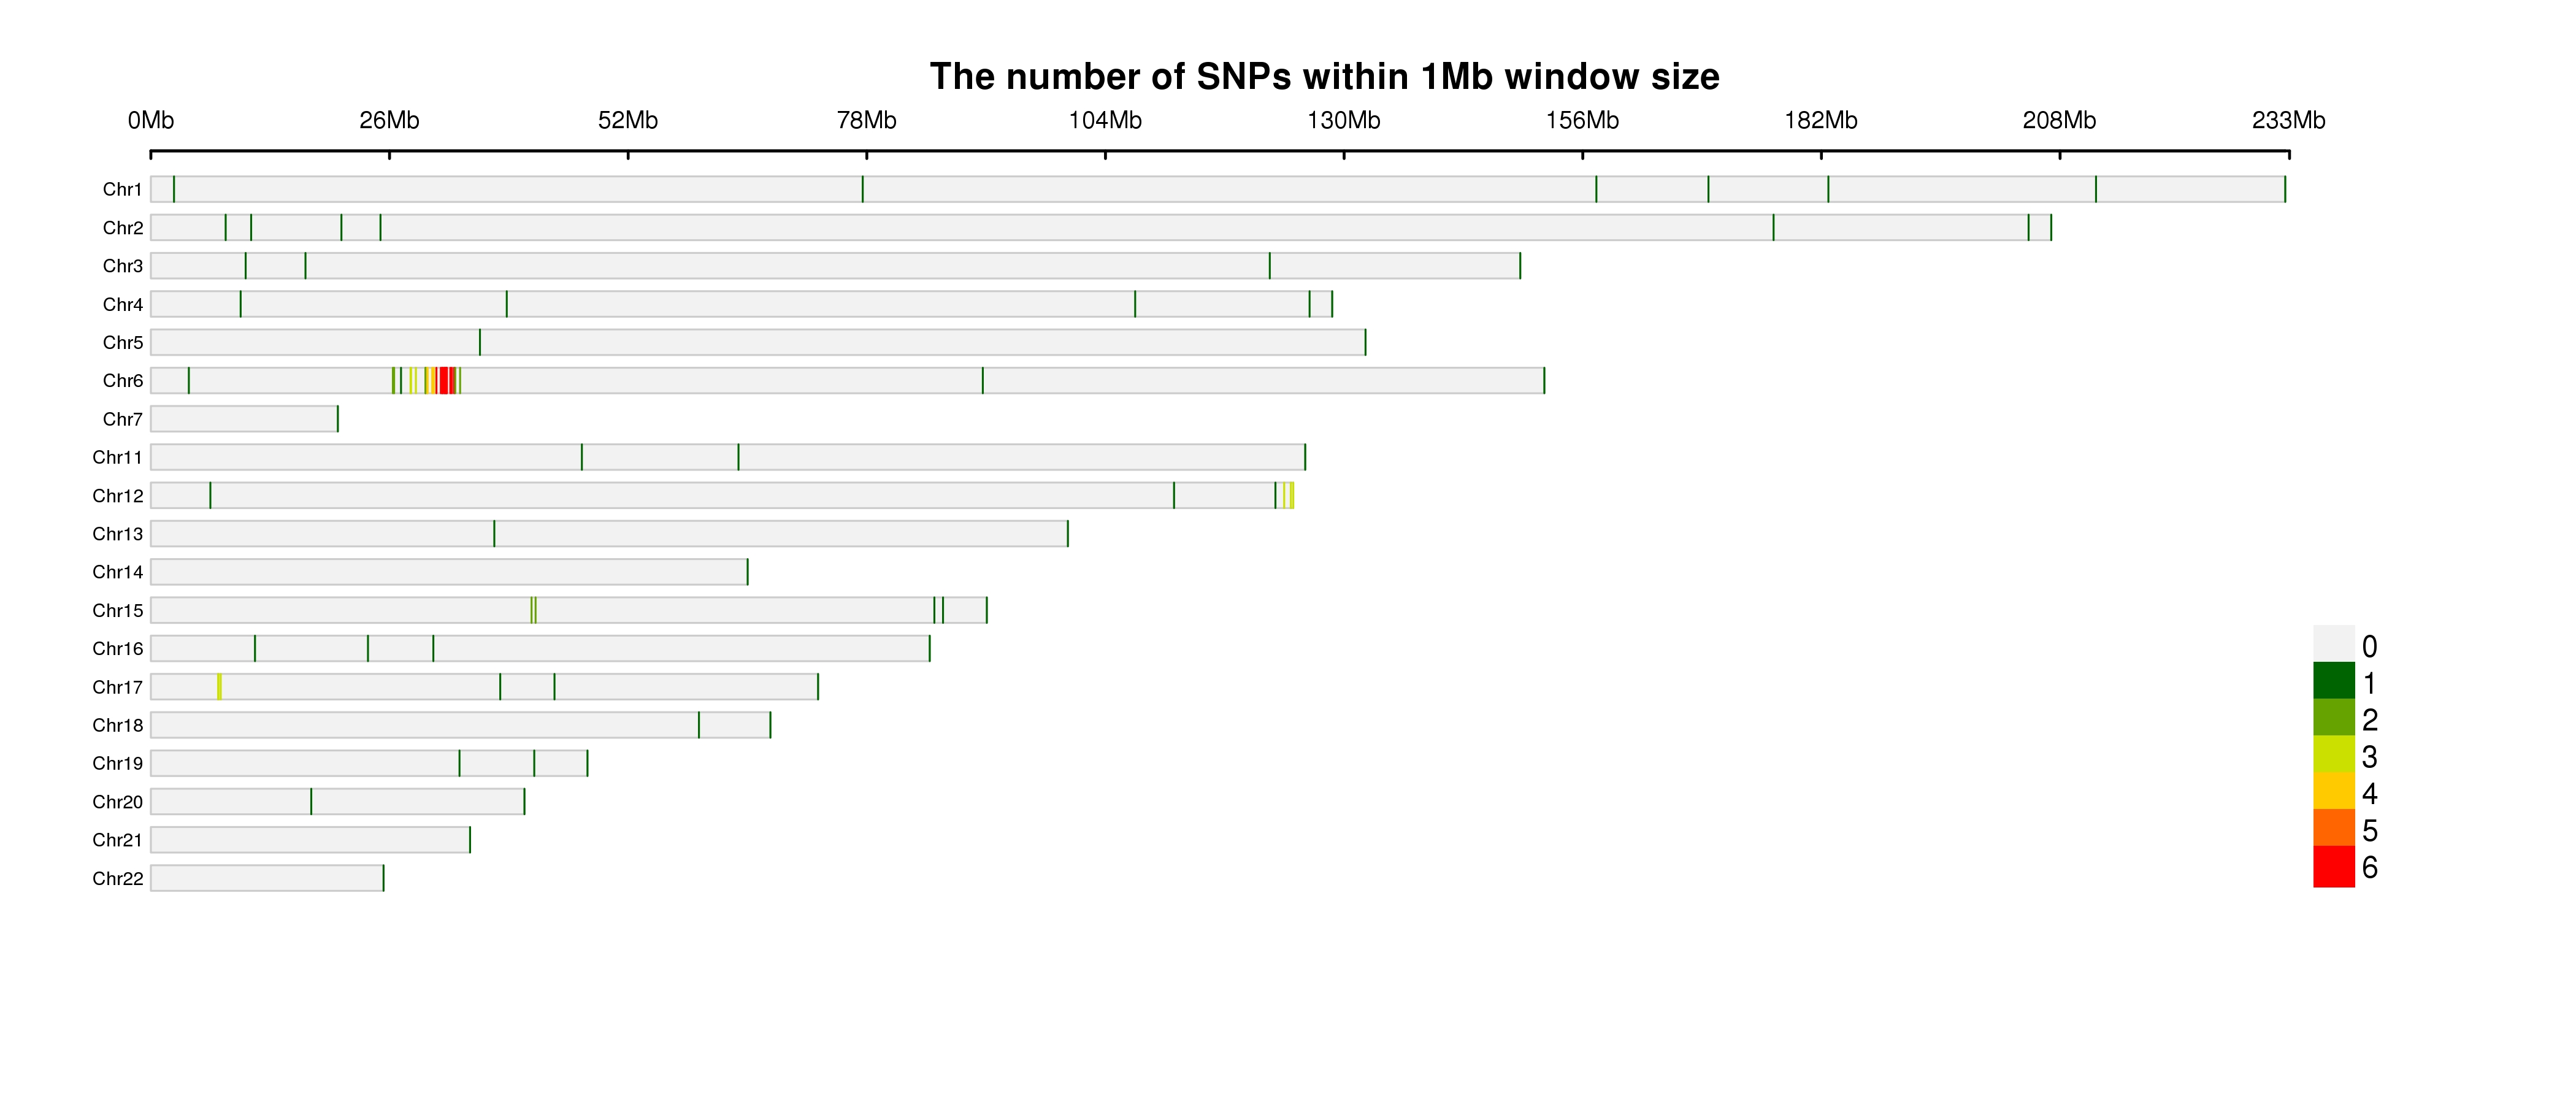 The number of SNPs within 1Mb window size
0Mb 26Mb 52Mb 78Mb 104Mb 130Mb 156Mb 182Mb 208Mb 233Mb
Chr1
Chr2
Chr3
Chr4
Chr5
Chr6
Chr7
Chr11
Chr12
Chr13
Chr14
Chr15
Chr16
Chr17
Chr18
Chr19
Chr20
Chr21
Chr22
0
1
2
3
4
5
6